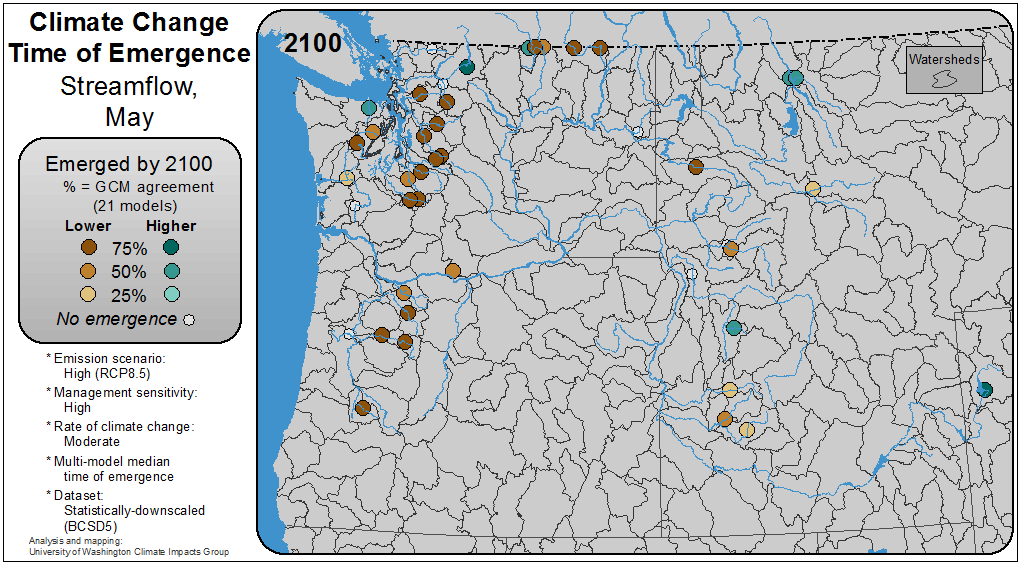 Climate Change
Time of Emergence
Streamflow,
May
Emerged by 2100
% = GCM agreement
(21 models)
Lower Higher
75%
50%
25%
No emergence
* Emission scenario:
High (RCP8.5)
* Management sensitivity:
High
* Rate of climate change:
Moderate
* Multi-model median
time of emergence
* Dataset:
Statistically-downscaled
(BCSD5)
Analysis and mapping:
University of Washington Climate Impacts Group
2100
Watersheds